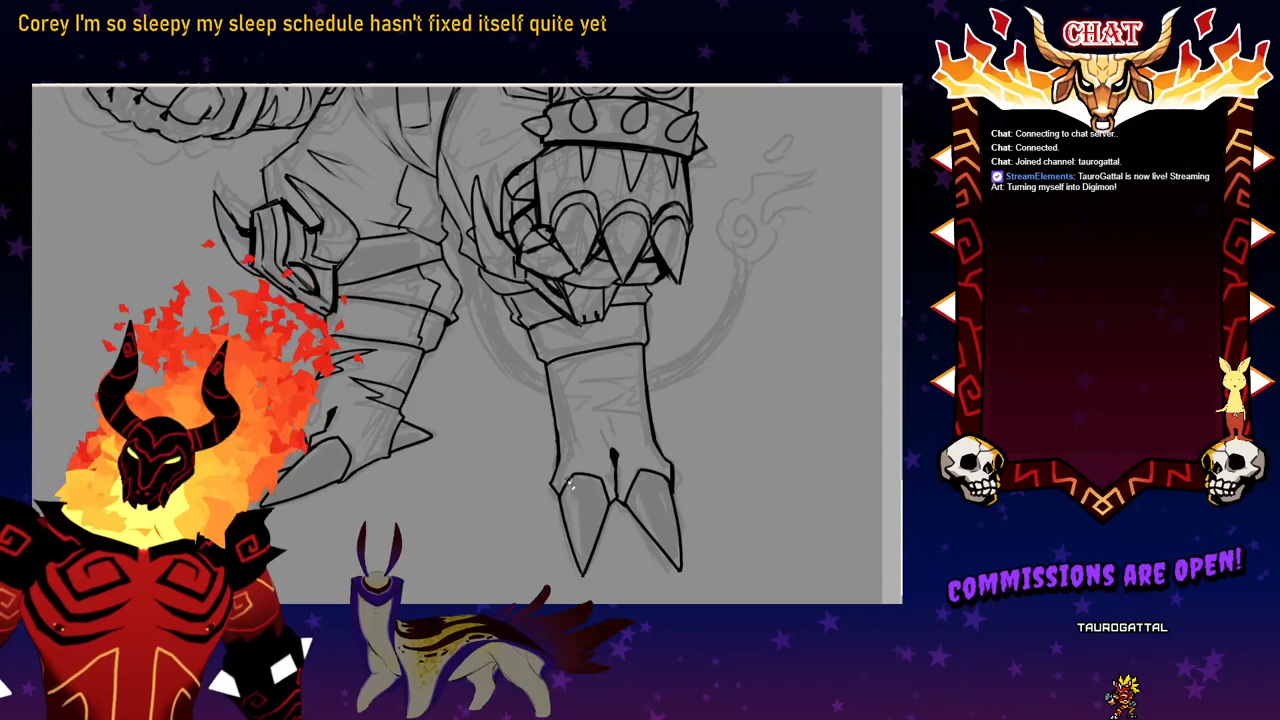 Corey I'm so sleepy my sleep schedule hasn't fixed itself quite yet
CHAT
Chat: Connecting to chat server..
Chat: Connected.
Chat: Joined channel: taurogattal.
StreamElements: TauroGattal is now live! Streaming
Art: Turning myself into Digimon!
COMMISSIONS ARE OPEN!
TAUROGATTAL